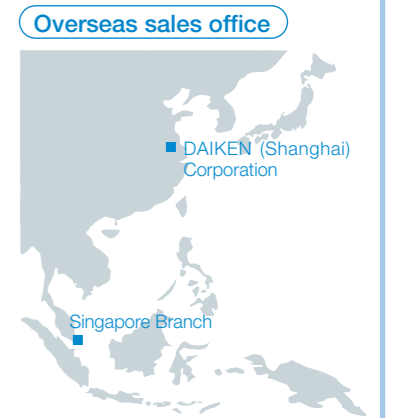 Overseas sales office
DAIKEN (Shanghai)
Corporation
Singapore Branch